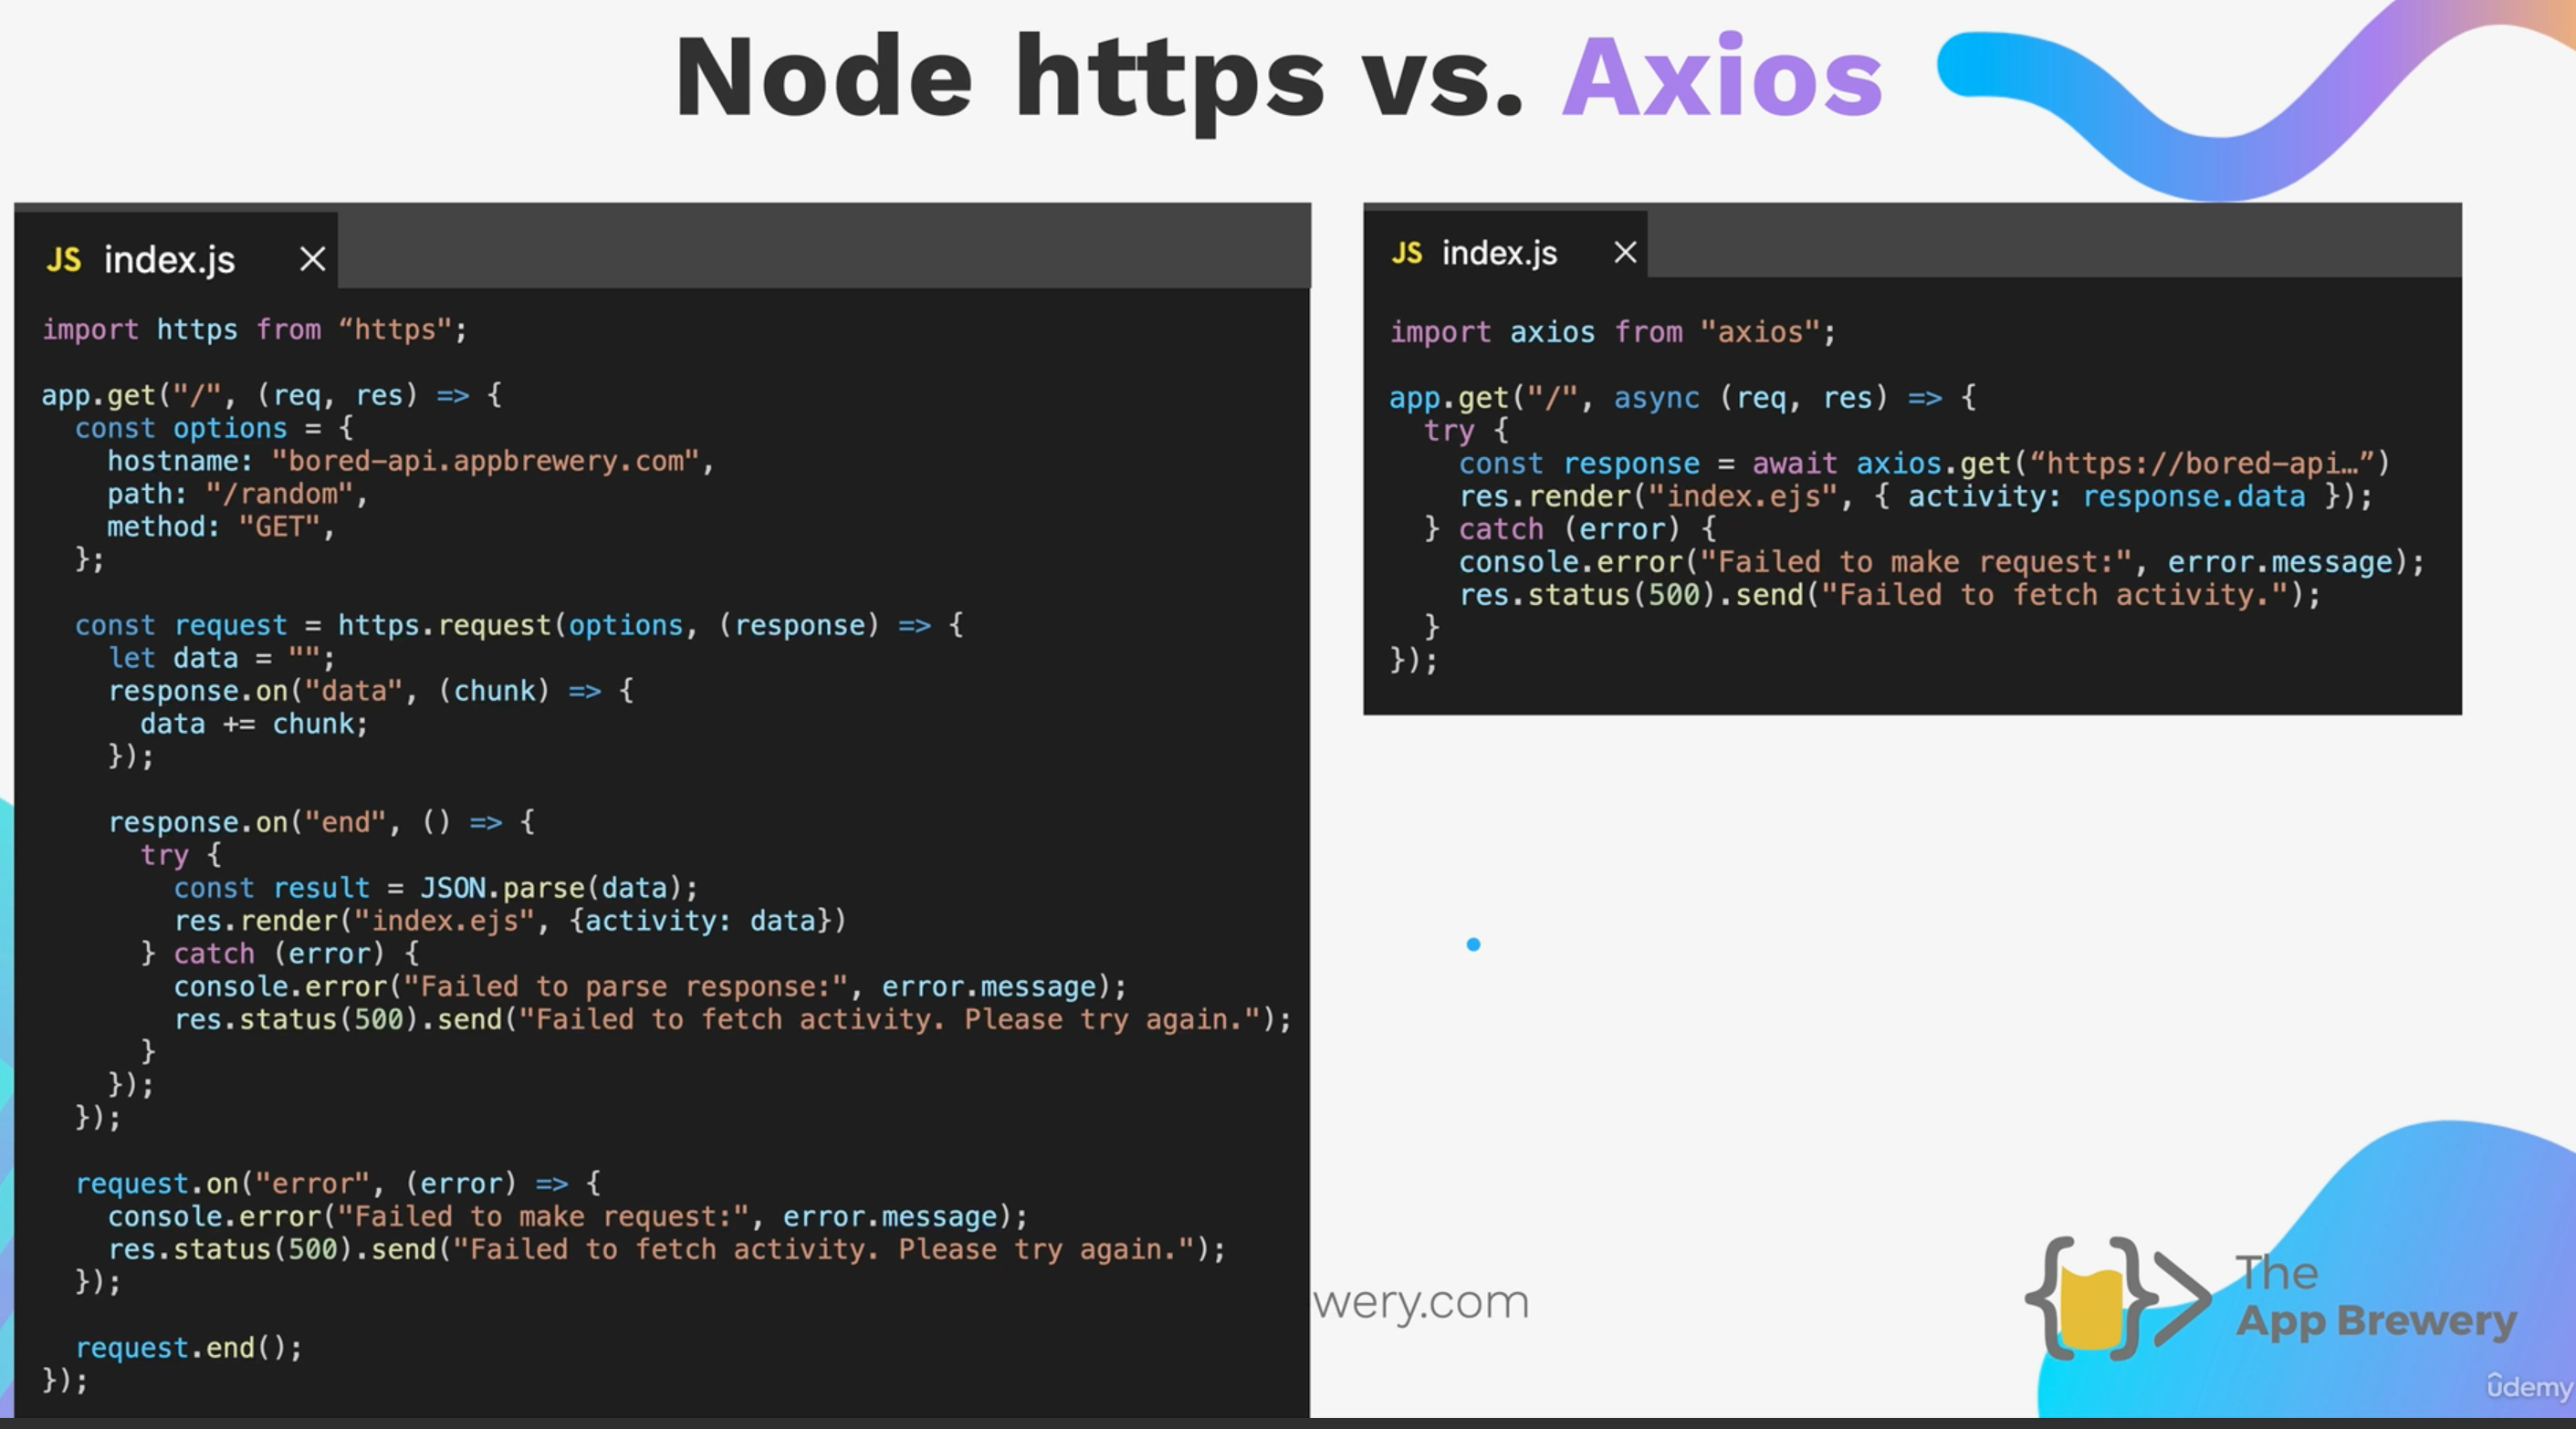 Node https vs. Axios
JS index.js ×
import https from “https";
app.get("/", (req, res) => {
const options = {
hostname: "bored-api.appbrewery.com",
path: "/random",
method: "GET",
};
const request = https.request(options, (response) => {
let data = "";
response.on("data", (chunk) => {
data += chunk;
});
response.on("end", () => {
try {
const result = JSON.parse(data);
res.render("index.ejs", {activity: data})
} catch (error) {
console.error("Failed to parse response:", error.message);
res.status(500).send("Failed to fetch activity. Please try again.");
}
});
});
request.on("error", (error) => {
console.error("Failed to make request:", error.message);
res.status(500).send("Failed to fetch activity. Please try again.");
});
request.end();
});
JS index.js ×
import axios from "axios";
app.get("/", async (req, res) => {
try {
const response = await axios.get(“https://bored-api…”)
res.render("index.ejs", { activity: response.data });
} catch (error) {
console.error("Failed to make request:", error.message);
res.status(500).send("Failed to fetch activity.");
}
});
wery.com
The
App Brewery
ûdemy